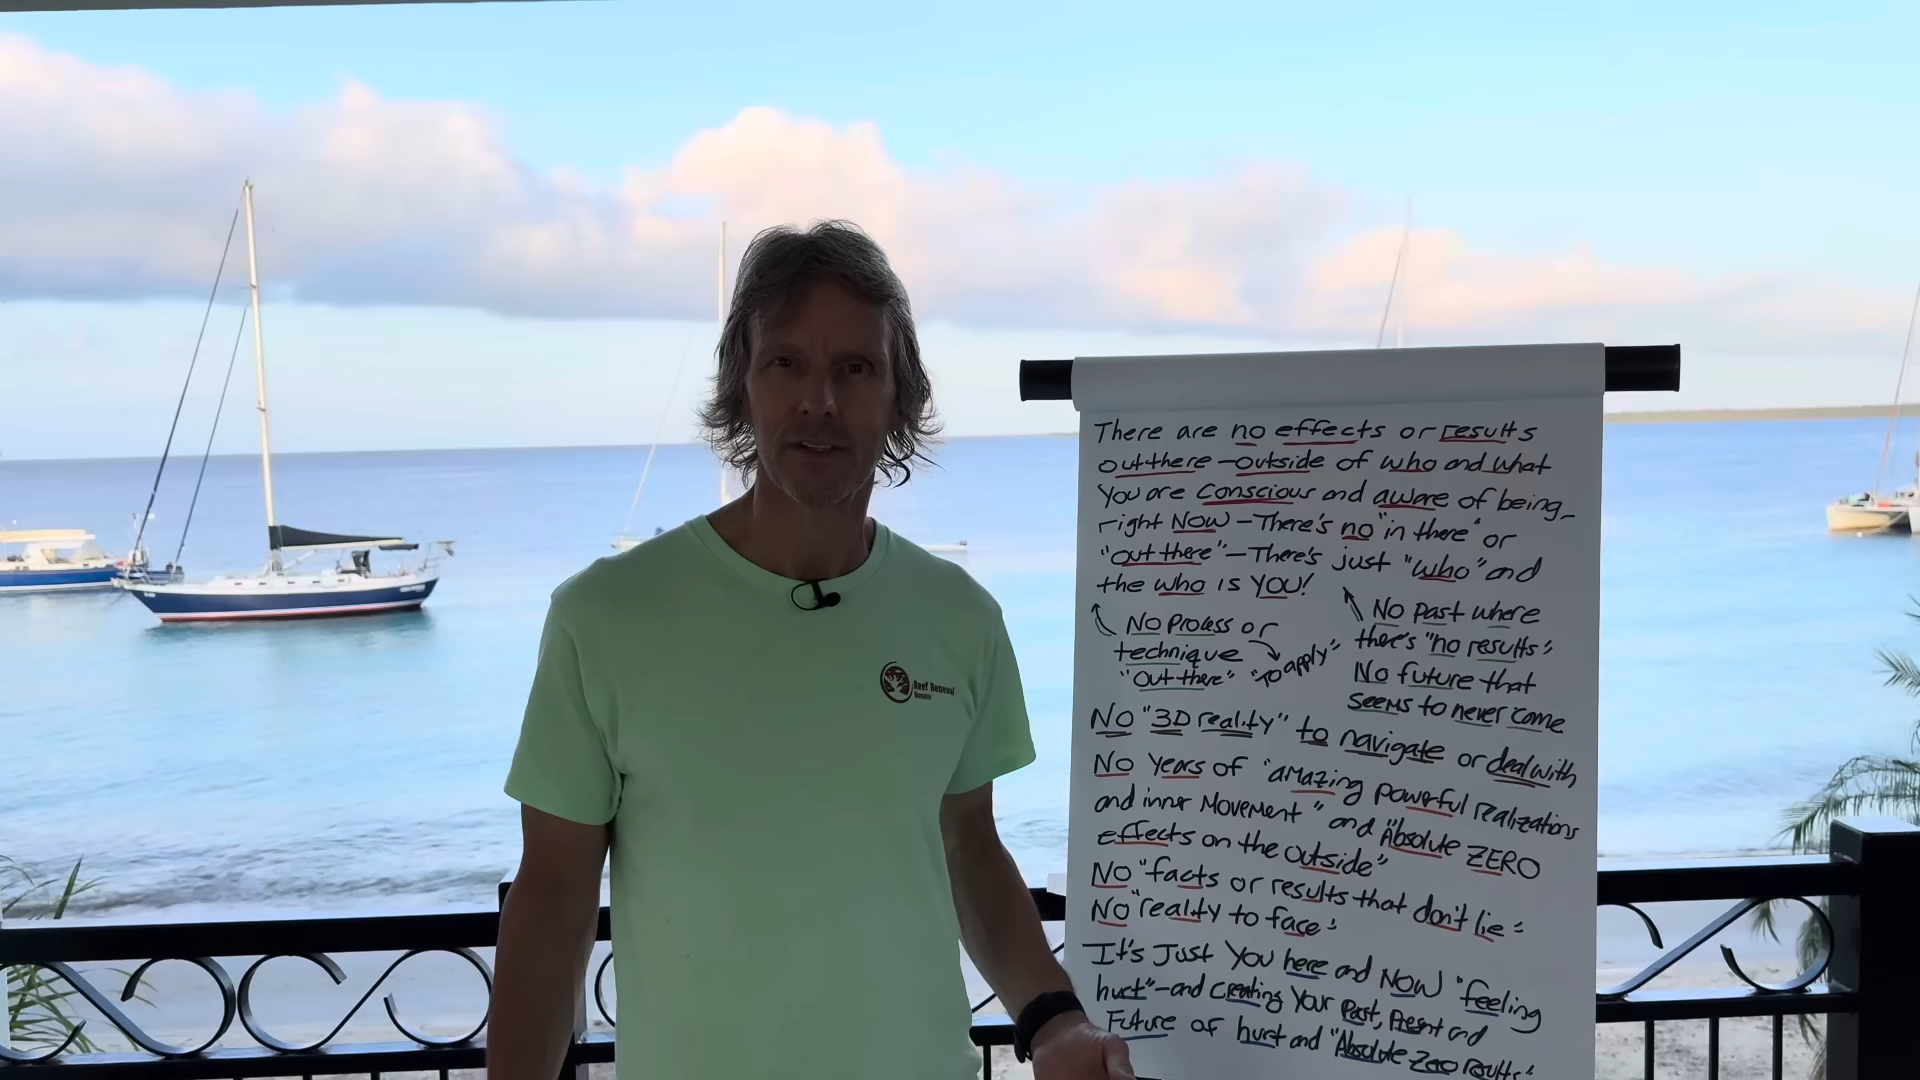 Reef Renewal
Bonaire
There are no effects or results
out there – outside of who and what
you are conscious and aware of being –
right NOW – There's no "in there" or
"out there" – There's just "who" and
the who is YOU!
No Process or
technique
"Out there" "To apply"
No past where
there's "no results"
No future that
seems to never come
No "3D reality" to navigate or deal with
No years of "amazing powerful realizations
and inner Movement" and "Absolute ZERO
effects on the outside"
No "facts or results that don't lie"
No "reality to face"
It's Just You here and NOW "feeling
hurt" – and creating Your Past, Present and
Future of hurt and "Absolute Zero Results"